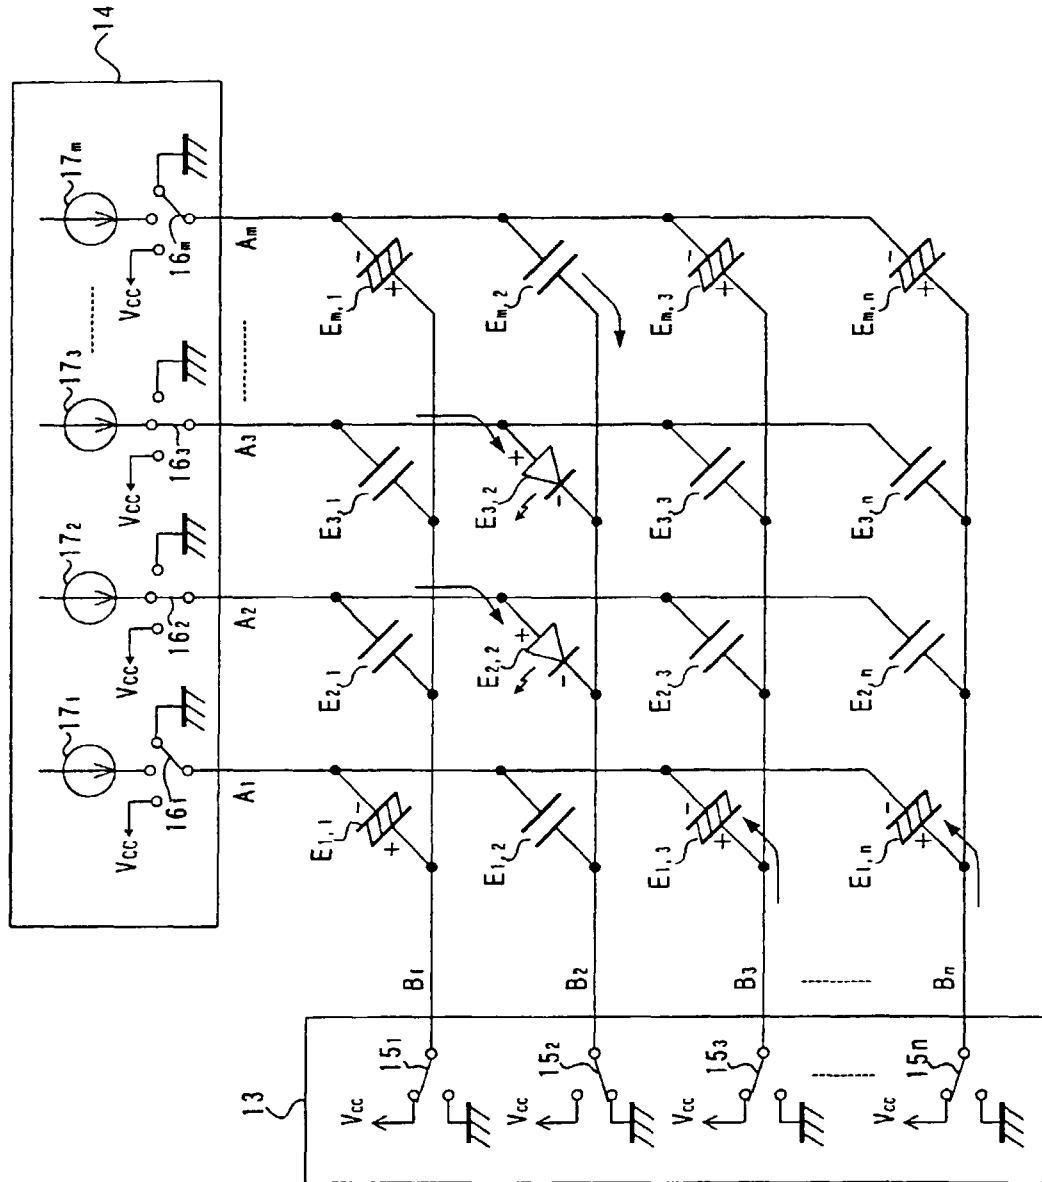 14
17₁ 17₂ 17₃ 17ₘ
Vcc Vcc Vcc Vcc
16₁ 16₂ 16₃ 16ₘ
A₁ A₂ A₃ Aₘ
E₁,₁ E₂,₁ E₃,₁ Eₘ,₁
- + - +
B₁
E₁,₂ E₂,₂ E₃,₂ Eₘ,₂
+ - + -
B₂
E₁,₃ E₂,₃ E₃,₃ Eₘ,₃
- + - +
B₃
E₁,ₙ E₂,ₙ E₃,ₙ Eₘ,ₙ
- + - +
Bₙ
13
15₁ 15₂ 15₃ 15ₙ
Vcc Vcc Vcc Vcc